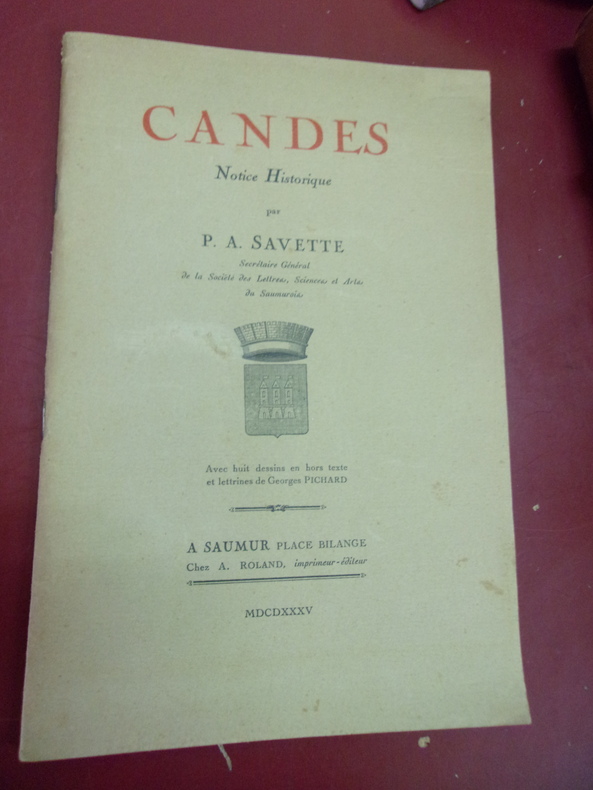 CANDES
Notice Historique
par
P. A. SAVETTE
Secrétaire Général
de la Société des Lettres, Sciences et Arts
du Saumurois
Avec huit dessins en hors texte
et lettrines de Georges PICHARD
A SAUMUR PLACE BILANGE
Chez A. ROLAND, imprimeur-éditeur
MDCDXXXV